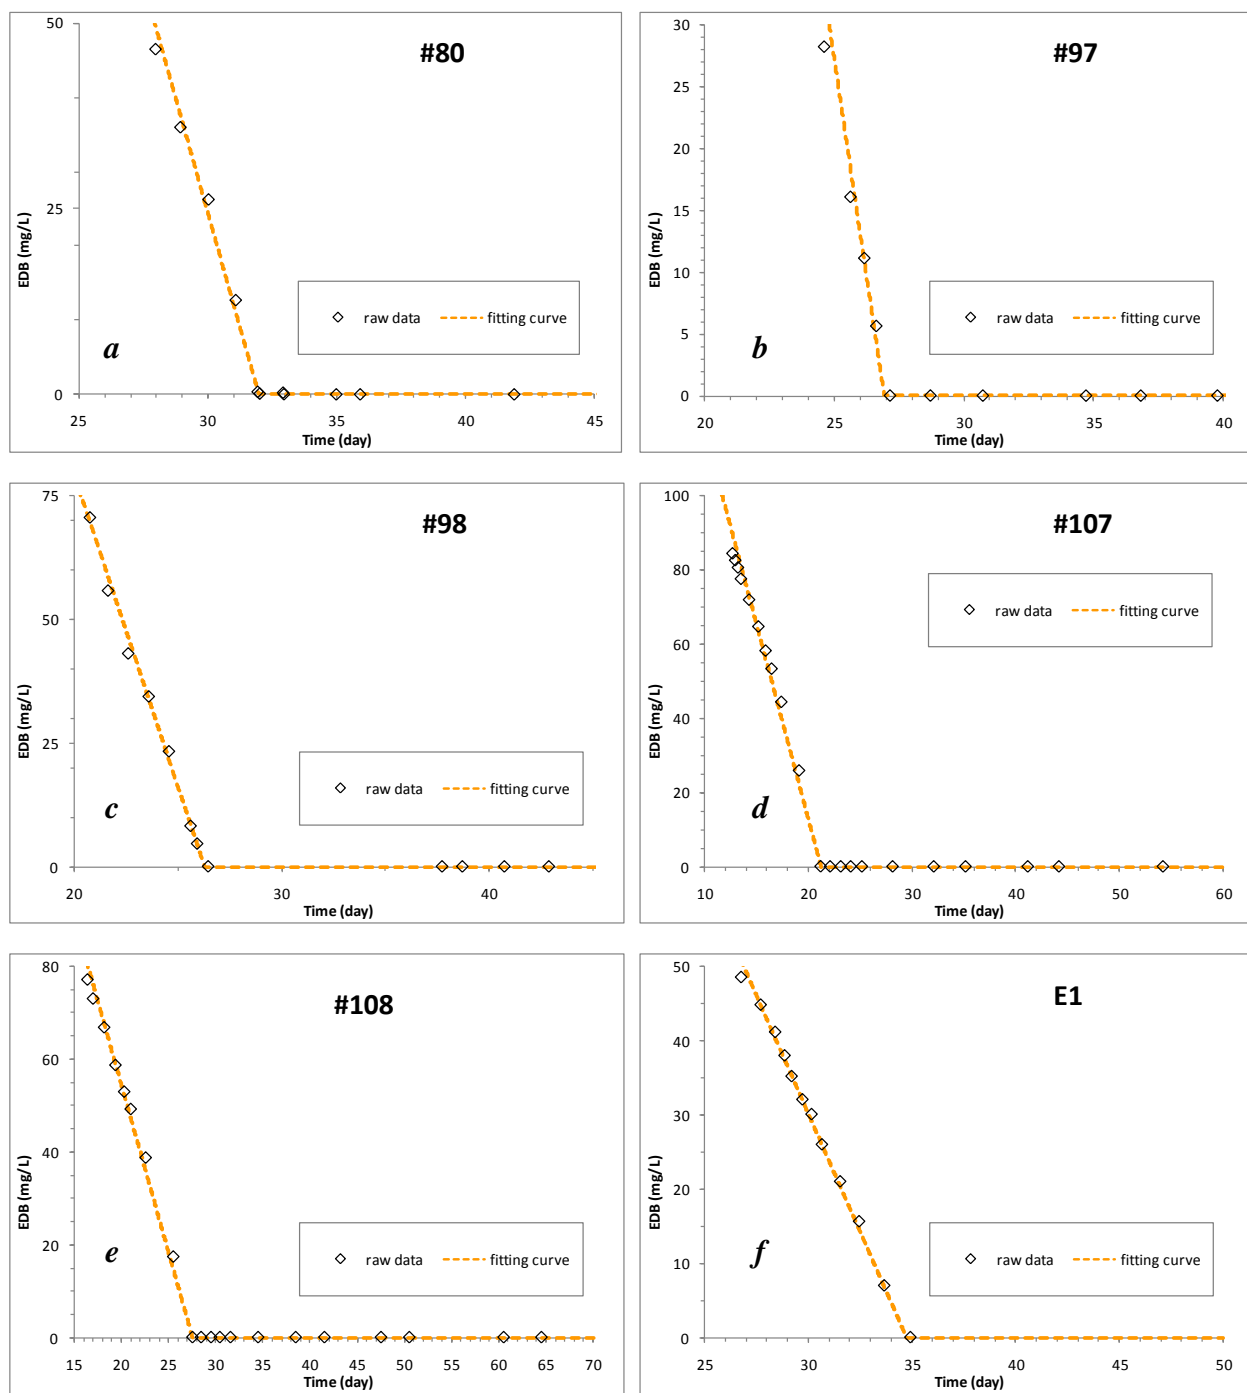 #80
50
25
0
EDB (mg/L)
raw data
fitting curve
a
25 30 35 40 45
Time (day)
#97
30
25
20
15
10
5
0
EDB (mg/L)
raw data
fitting curve
b
20 25 30 35 40
Time (day)
#98
75
50
25
0
EDB (mg/L)
raw data
fitting curve
c
20 30 40
Time (day)
#107
100
80
60
40
20
0
EDB (mg/L)
raw data
fitting curve
d
10 20 30 40 50 60
Time (day)
#108
80
60
40
20
0
EDB (mg/L)
raw data
fitting curve
e
15 20 25 30 35 40 45 50 55 60 65 70
Time (day)
E1
50
40
30
20
10
0
EDB (mg/L)
raw data
fitting curve
f
25 30 35 40 45 50
Time (day)